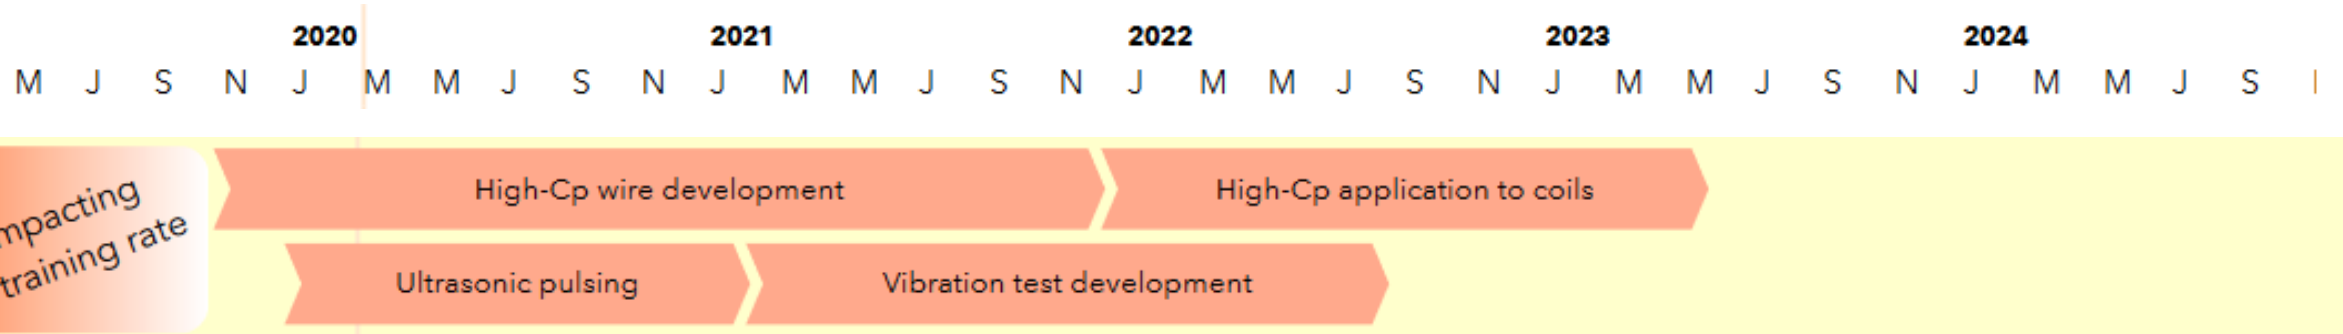 2020 2021 2022 2023 2024
M J S N J M M J S N J M M J S N J M M J S N J M M J S N J M M J S
mpacting
training rate
High-Cp wire development High-Cp application to coils
Ultrasonic pulsing Vibration test development